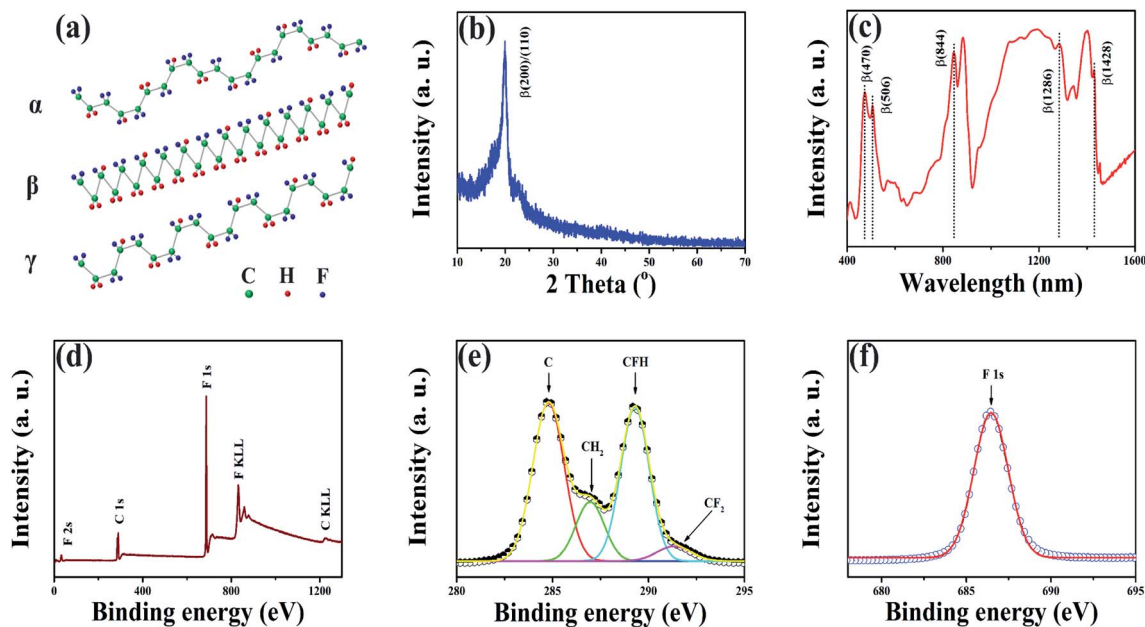 (a)
α
β
γ
C H F
(b)
β(200)/(110)
Intensity (a. u.)
10 20 30 40 50 60 70
2 Theta (°)
(c)
β(470)
β(506)
β(844)
β(1286)
β(1428)
Intensity (a. u.)
400 800 1200 1600
Wavelength (nm)
(d)
F 2s
C 1s
F 1s
F KLL
C KLL
Intensity (a. u.)
0 400 800 1200
Binding energy (eV)
(e)
C
CH2
CFH
CF2
Intensity (a. u.)
280 285 290 295
Binding energy (eV)
(f)
F 1s
Intensity (a. u.)
680 685 690 695
Binding energy (eV)